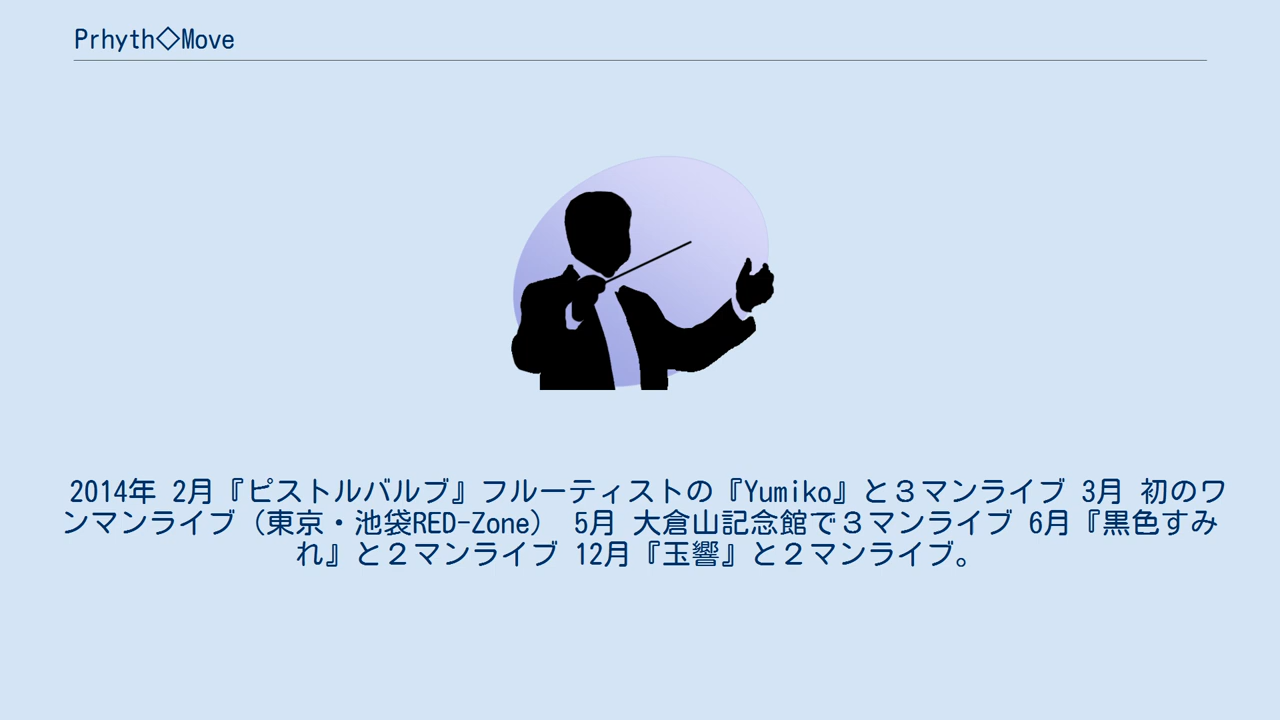 Prhyth◇Move
2014年 2月『ピストルバルブ』フルーティストの『Yumiko』と３マンライブ 3月 初のワ
ンマンライブ（東京・池袋RED-Zone） 5月 大倉山記念館で３マンライブ 6月『黒色すみ
れ』と２マンライブ 12月『玉響』と２マンライブ。